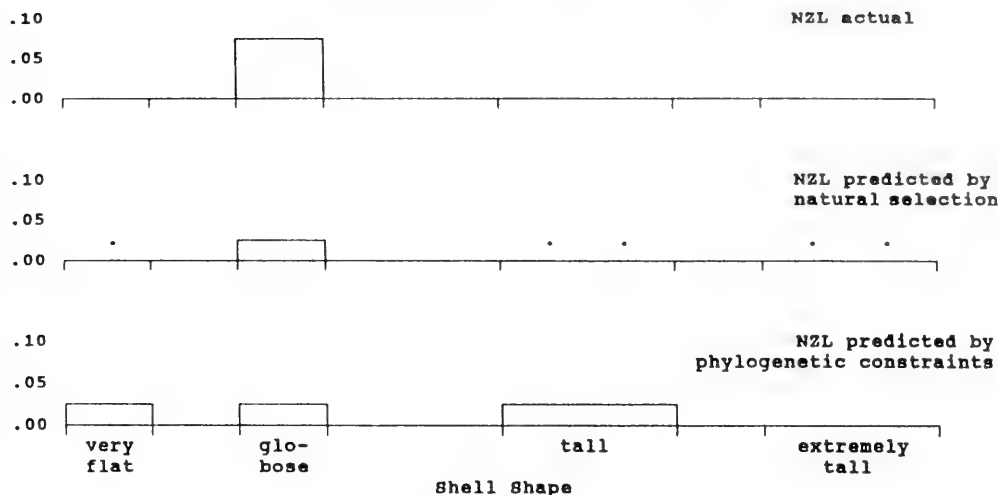 .10
NZL actual
.05
.00
.10
NZL predicted by
natural selection
.05
.00
.10
NZL predicted by
phylogenetic constraints
.05
.00
very
flat
glo-
bose
tall
extremely
tall
Shell Shape